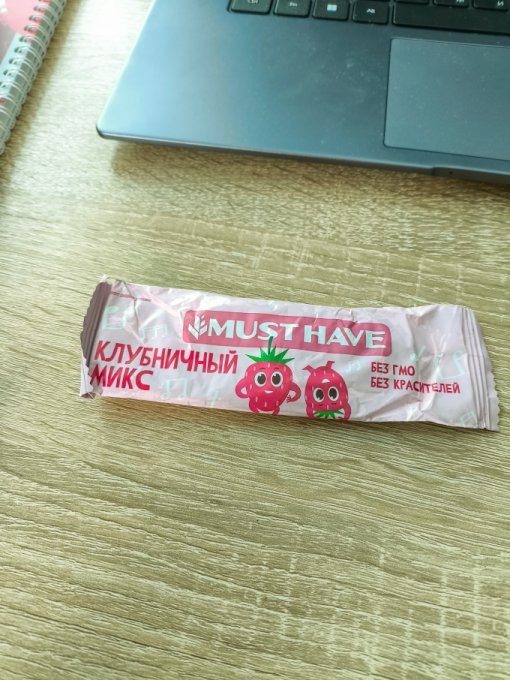 MUST HAVE
КЛУБНИЧНЫЙ
МИКС
БЕЗ ГМО
БЕЗ КРАСИТЕЛЕЙ